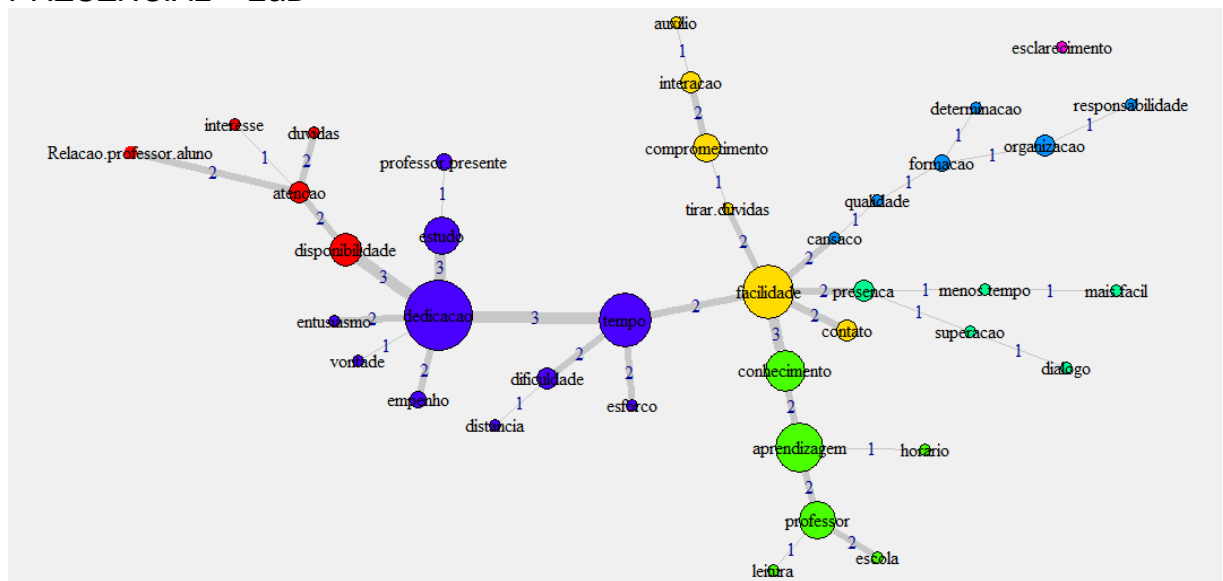 auxilio
1
esclarecimento
interacao
determinacao
responsabilidade
2
1
1
interesse
duvidas
comprometimento
formacao
1
organizacao
Relacao.professor.aluno
professor.presente
1
2
1
2
1
qualidade
atencao
1
tirar.duvidas
1
2
estudo
2
cansaco
disponibilidade
2
3
3
facilidade
2
presenca
1
menos.tempo
1
mais.facil
dedicacao
3
tempo
2
entusiasmo
2
2
contato
1
superacao
vontade
1
3
1
dialogo
2
2
2
conhecimento
dificuldade
empenho
1
esforco
2
distancia
aprendizagem
1
horario
2
professor
1
2
escola
leitura